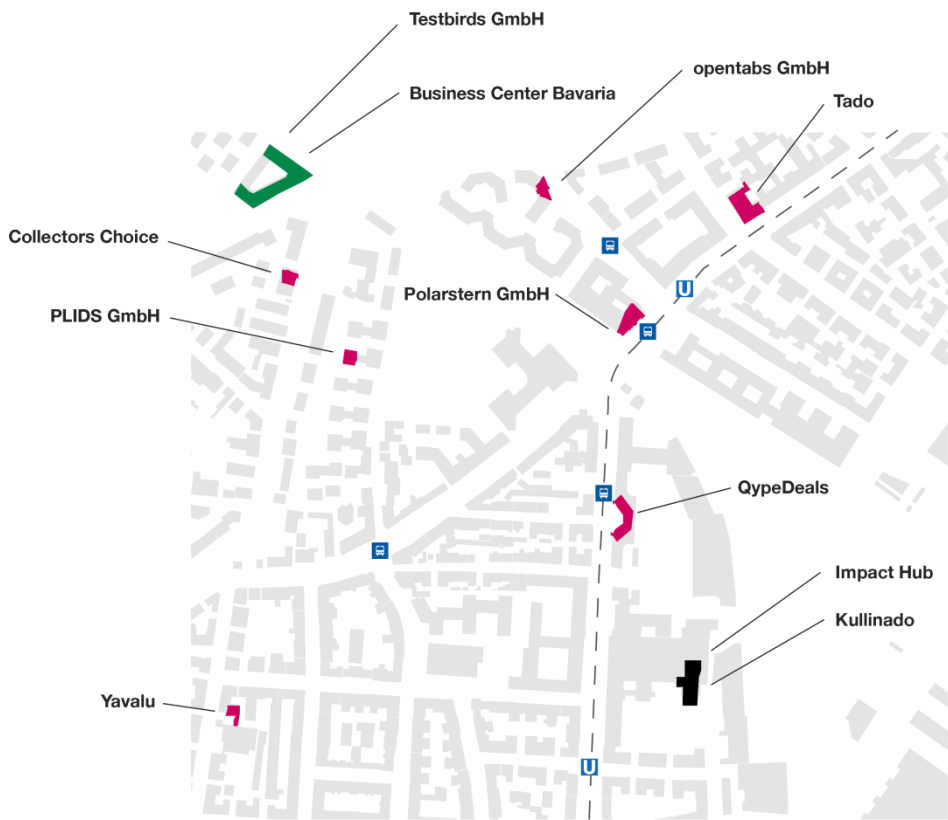 Testbirds GmbH
opentabs GmbH
Business Center Bavaria
Tado
Collectors Choice
Polarstern GmbH
U
PLIDS GmbH
QypeDeals
Impact Hub
Kullinado
Yavalu
U